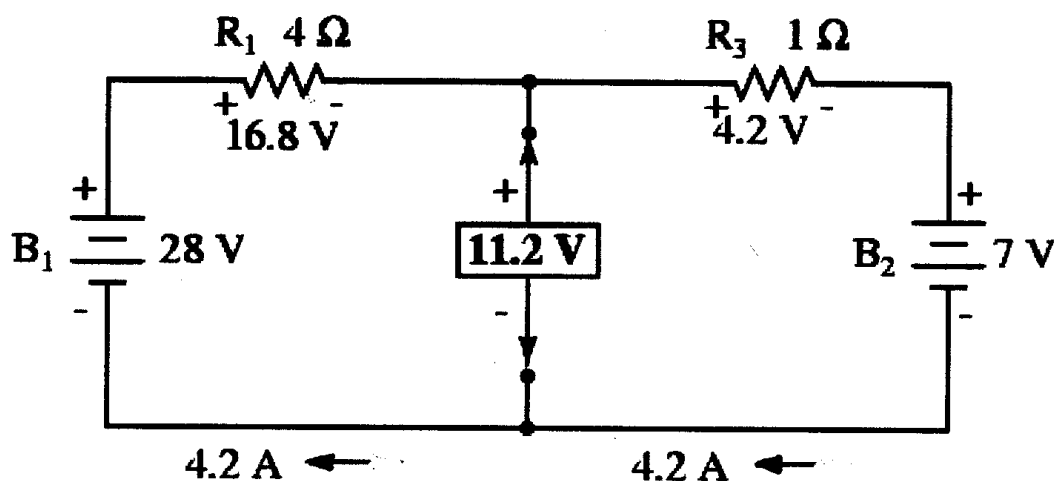 R₁ 4 Ω
R₃ 1 Ω
+ -
+ -
16.8 V
4.2 V
+
+
+
B₁ 28 V
11.2 V
B₂ 7 V
-
-
-
4.2 A
4.2 A